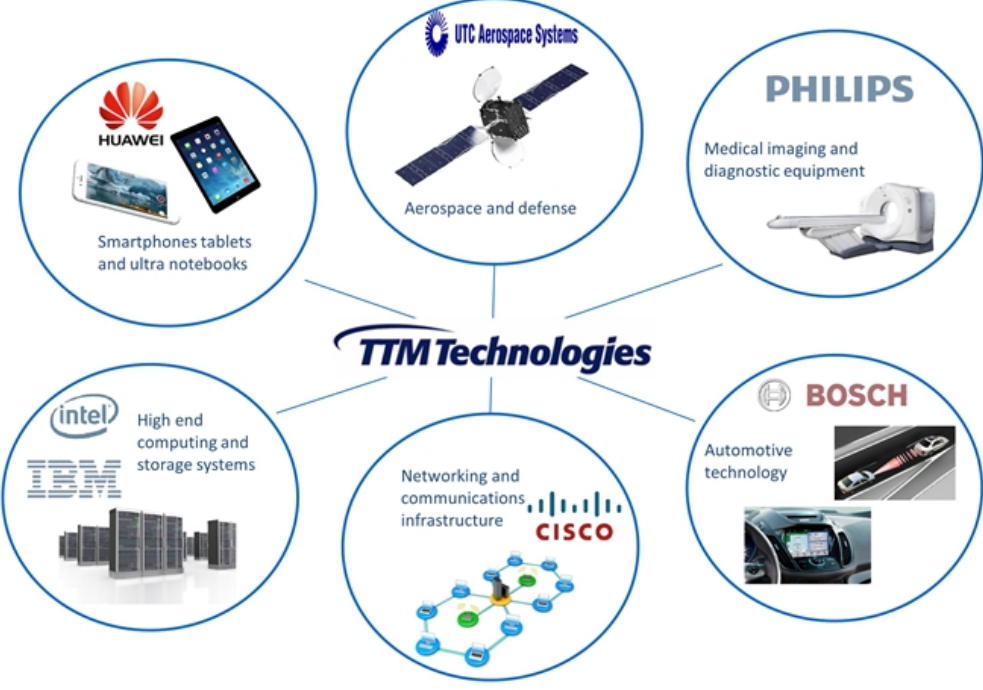 HUAWEI
Smartphones tablets
and ultra notebooks
UTC Aerospace Systems
Aerospace and defense
PHILIPS
Medical imaging and
diagnostic equipment
TTM Technologies
intel
IBM
High end
computing and
storage systems
Networking and
communications
infrastructure
CISCO
BOSCH
Automotive
technology